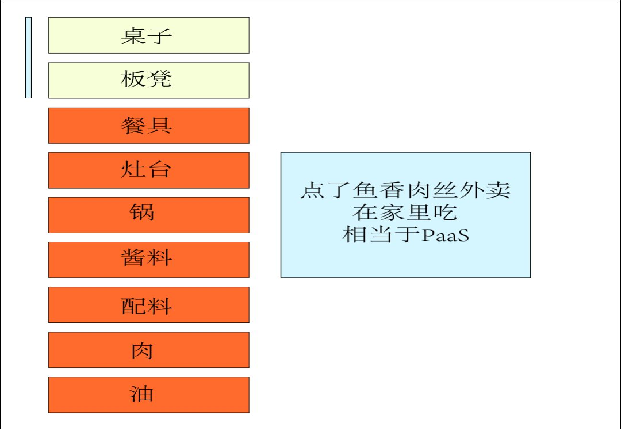 桌子
板凳
餐具
灶台
锅
酱料
配料
肉
油
点了鱼香肉丝外卖
在家里吃
相当于PaaS